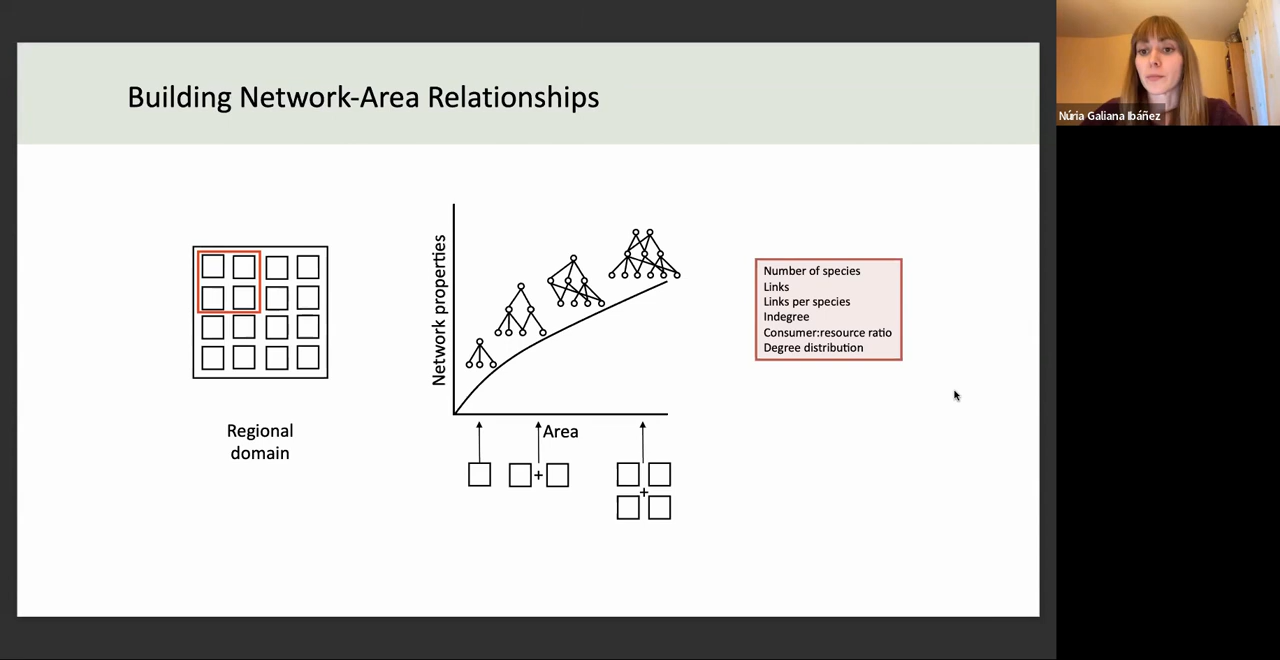 Building Network-Area Relationships
Núria Galiana Ibáñez
Regional
domain
Network properties
Area
+
+
Number of species
Links
Links per species
Indegree
Consumer:resource ratio
Degree distribution